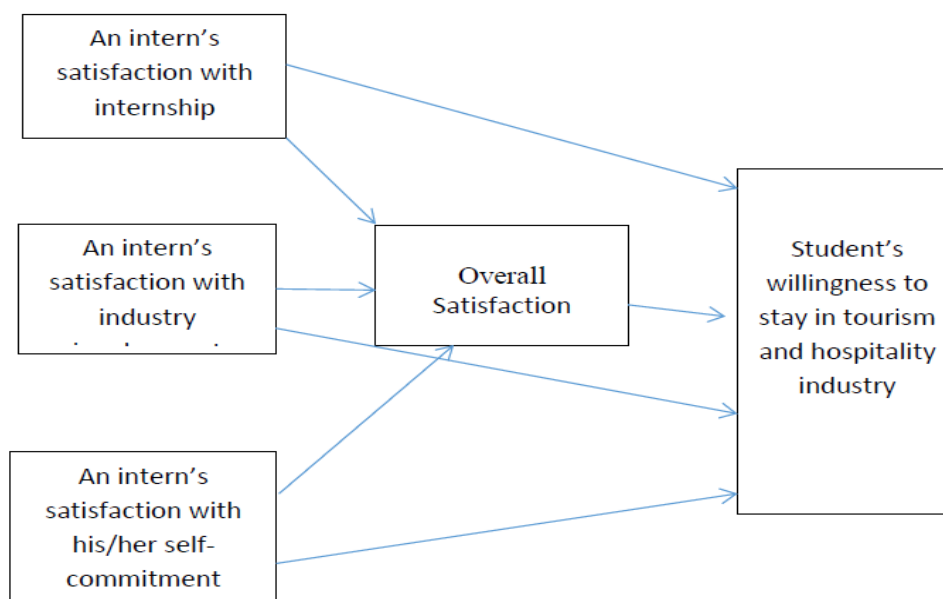 An intern's
satisfaction with
internship
An intern's
satisfaction with
industry
Overall
Satisfaction
An intern's
satisfaction with
his/her self-
commitment
Student's
willingness to
stay in tourism
and hospitality
industry